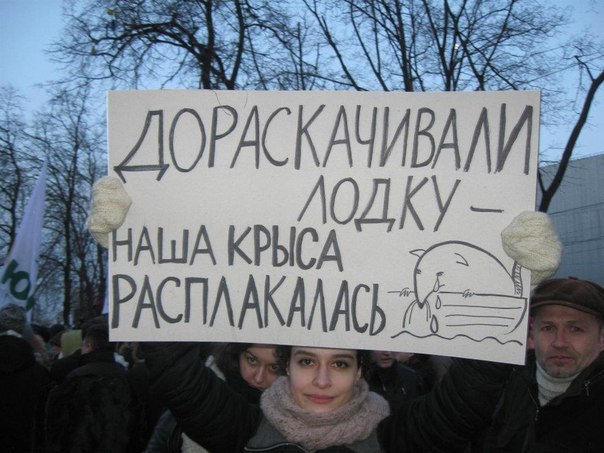 ДОРАСКАЧИВАЛИ
ЛОДКУ –
НАША КРЫСА
РАСПЛАКАЛАСЬ